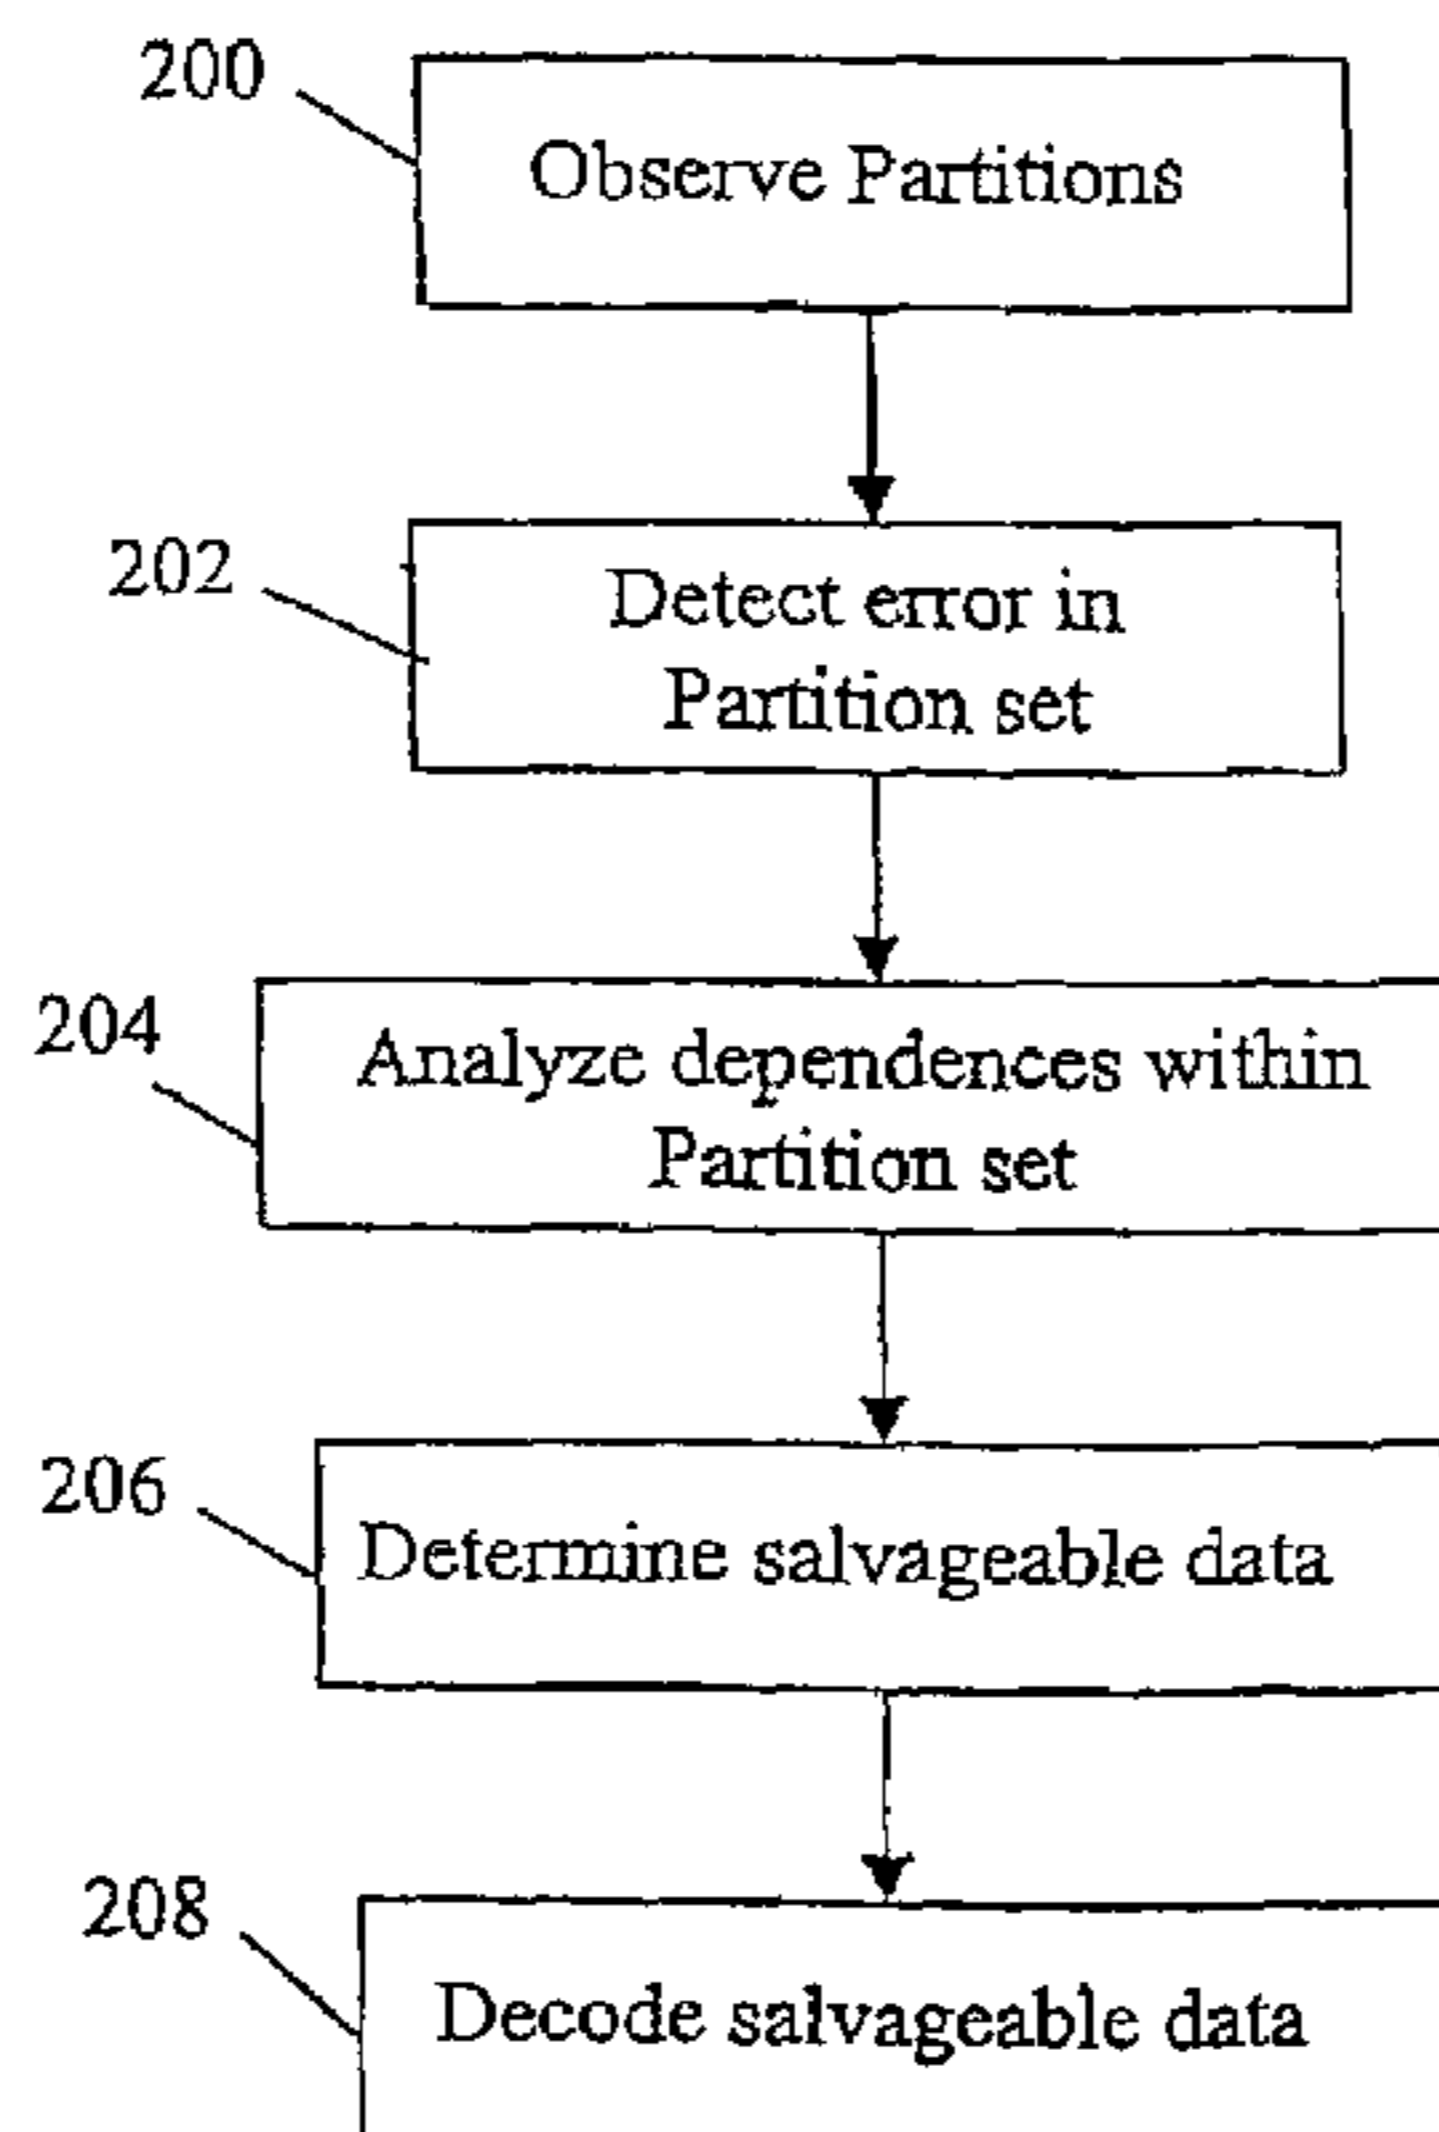 200
Observe Partitions
202
Detect error in
Partition set
204
Analyze dependences within
Partition set
206
Determine salvageable data
208
Decode salvageable data